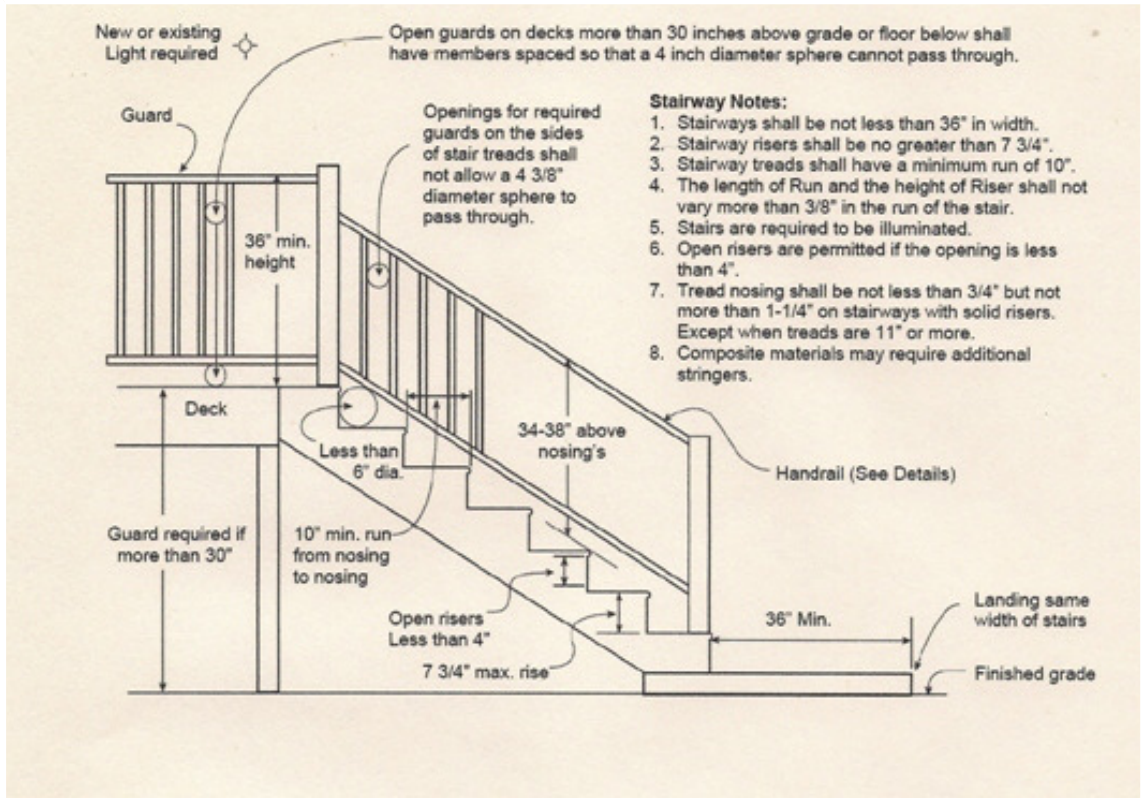 New or existing
Light required
Open guards on decks more than 30 inches above grade or floor below shall
have members spaced so that a 4 inch diameter sphere cannot pass through.
Guard
Openings for required
guards on the sides
of stair treads shall
not allow a 4 3/8"
diameter sphere to
pass through.
Stairway Notes:
1. Stairways shall be not less than 36" in width.
2. Stairway risers shall be no greater than 7 3/4".
3. Stairway treads shall have a minimum run of 10".
4. The length of Run and the height of Riser shall not
vary more than 3/8" in the run of the stair.
5. Stairs are required to be illuminated.
6. Open risers are permitted if the opening is less
than 4".
7. Tread nosing shall be not less than 3/4" but not
more than 1-1/4" on stairways with solid risers.
Except when treads are 11" or more.
8. Composite materials may require additional
stringers.
36" min.
height
Deck
Less than
6" dia.
34-38" above
nosing's
Handrail (See Details)
Guard required if
more than 30"
10" min. run
from nosing
to nosing
Open risers
Less than 4"
7 3/4" max. rise
36" Min.
Landing same
width of stairs
Finished grade